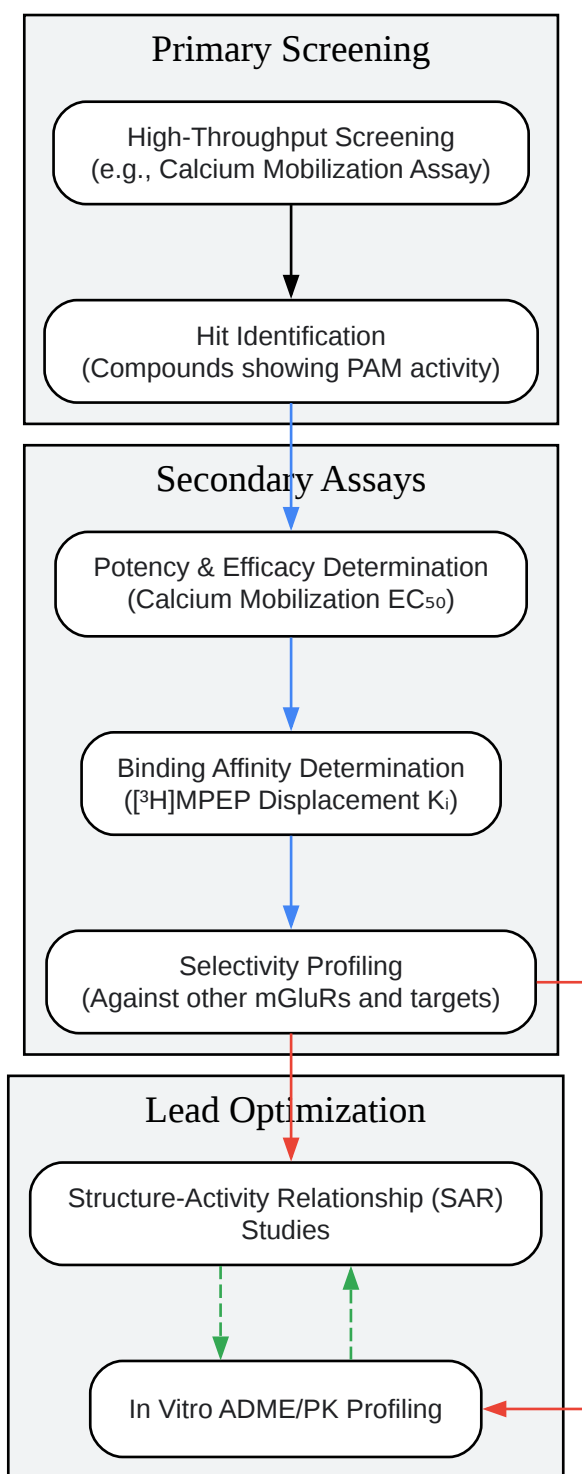 Primary Screening
High-Throughput Screening
(e.g., Calcium Mobilization Assay)
Hit Identification
(Compounds showing PAM activity)
Secondary Assays
Potency & Efficacy Determination
(Calcium Mobilization EC₅₀)
Binding Affinity Determination
([³H]MPEP Displacement Kᵢ)
Selectivity Profiling
(Against other mGluRs and targets)
Lead Optimization
Structure-Activity Relationship (SAR)
Studies
In Vitro ADME/PK Profiling